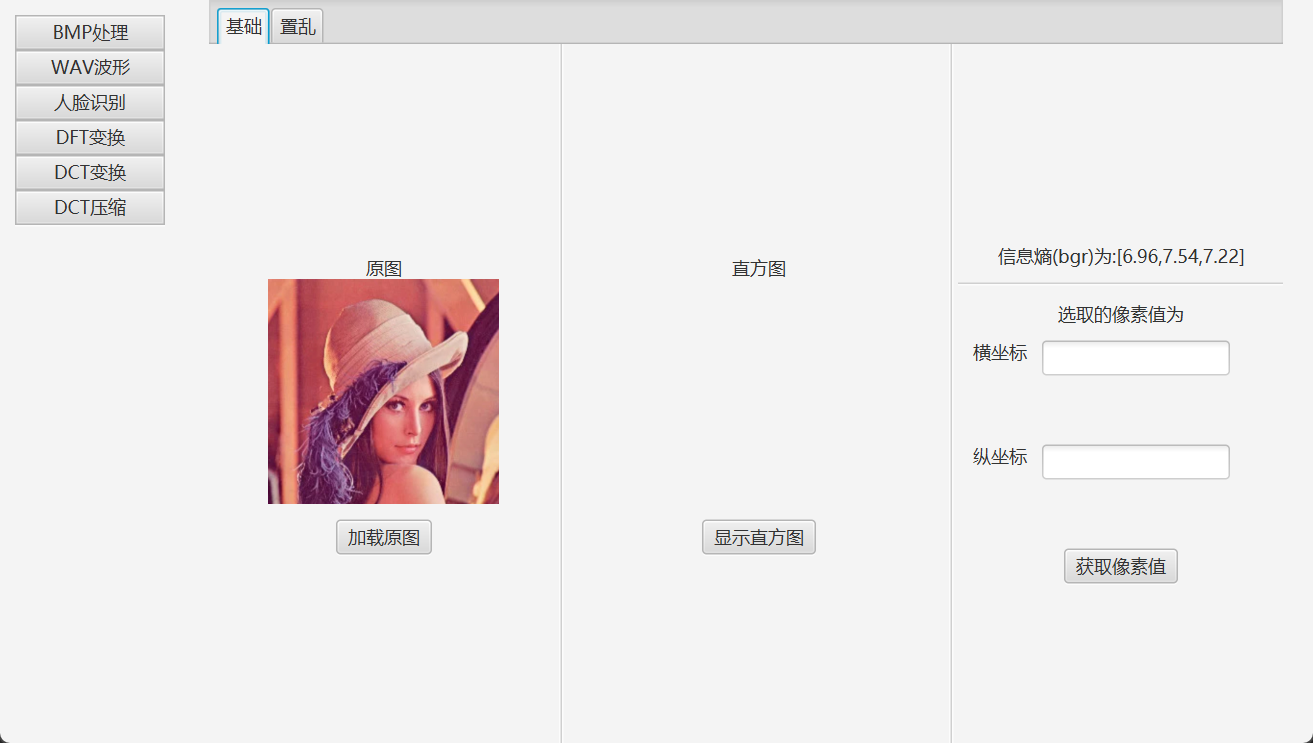 BMP处理
WAV波形
人脸识别
DFT变换
DCT变换
DCT压缩
基础
置乱
原图
加载原图
直方图
显示直方图
信息熵(bgr)为:[6.96,7.54,7.22]
选取的像素值为
横坐标
纵坐标
获取像素值